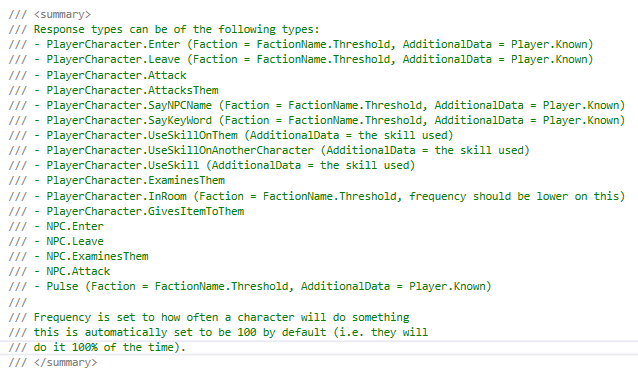 /// <summary>
/// Response types can be of the following types:
/// - PlayerCharacter.Enter (Faction = FactionName.Threshold, AdditionalData = Player.Known)
/// - PlayerCharacter.Leave (Faction = FactionName.Threshold, AdditionalData = Player.Known)
/// - PlayerCharacter.Attack
/// - PlayerCharacter.AttacksThem
/// - PlayerCharacter.SayNPCName (Faction = FactionName.Threshold, AdditionalData = Player.Known)
/// - PlayerCharacter.SayKeyWord (Faction = FactionName.Threshold, AdditionalData = Player.Known)
/// - PlayerCharacter.UseSkillOnThem (AdditionalData = the skill used)
/// - PlayerCharacter.UseSkillOnAnotherCharacter (AdditionalData = the skill used)
/// - PlayerCharacter.UseSkill (AdditionalData = the skill used)
/// - PlayerCharacter.ExaminesThem
/// - PlayerCharacter.InRoom (Faction = FactionName.Threshold, frequency should be lower on this)
/// - PlayerCharacter.GivesItemToThem
/// - NPC.Enter
/// - NPC.Leave
/// - NPC.ExaminesThem
/// - NPC.Attack
/// - Pulse (Faction = FactionName.Threshold, AdditionalData = Player.Known)
///
/// Frequency is set to how often a character will do something
/// this is automatically set to be 100 by default (i.e. they will
/// do it 100% of the time).
/// </summary>